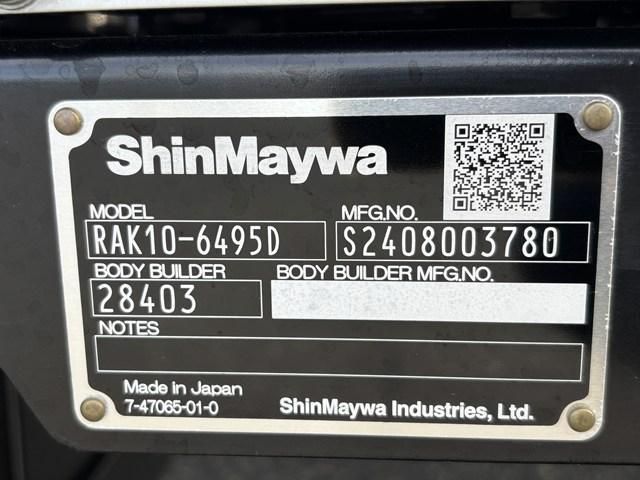 ShinMaywa
MODEL MFG.NO.
RAK10-6495D S2408003780
BODY BUILDER BODY BUILDER MFG.NO.
28403
NOTES
Made in Japan
7-47065-01-0 ShinMaywa Industries, Ltd.